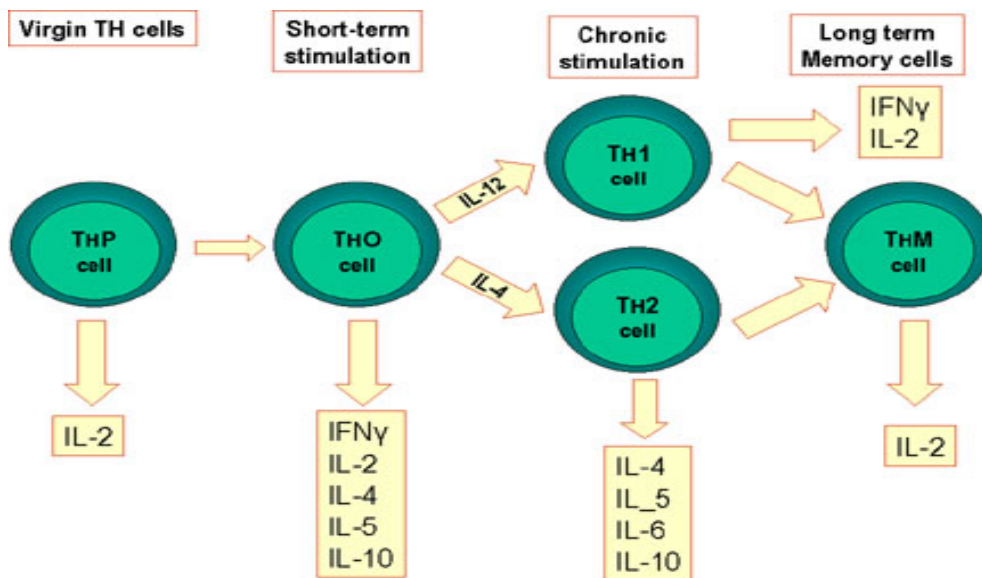 Virgin TH cells
Short-term
stimulation
Chronic
stimulation
Long term
Memory cells
THP
cell
IL-2
THO
cell
IFNγ
IL-2
IL-4
IL-5
IL-10
IL-12
IL-4
TH1
cell
IFNγ
IL-2
TH2
cell
IL-4
IL_5
IL-6
IL-10
THM
cell
IL-2